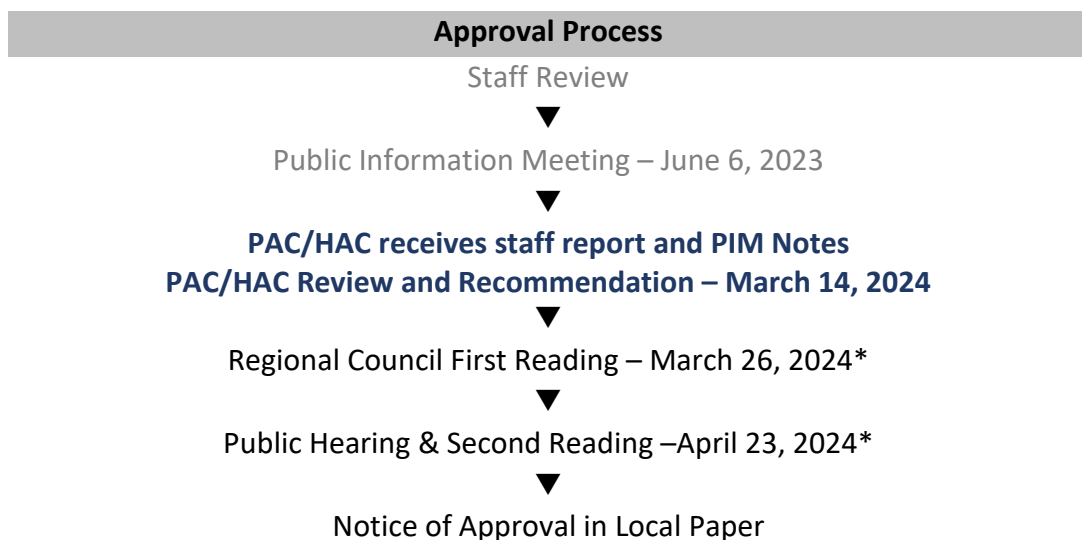 Approval Process
Staff Review
Public Information Meeting – June 6, 2023
PAC/HAC receives staff report and PIM Notes
PAC/HAC Review and Recommendation – March 14, 2024
Regional Council First Reading – March 26, 2024*
Public Hearing & Second Reading –April 23, 2024*
Notice of Approval in Local Paper